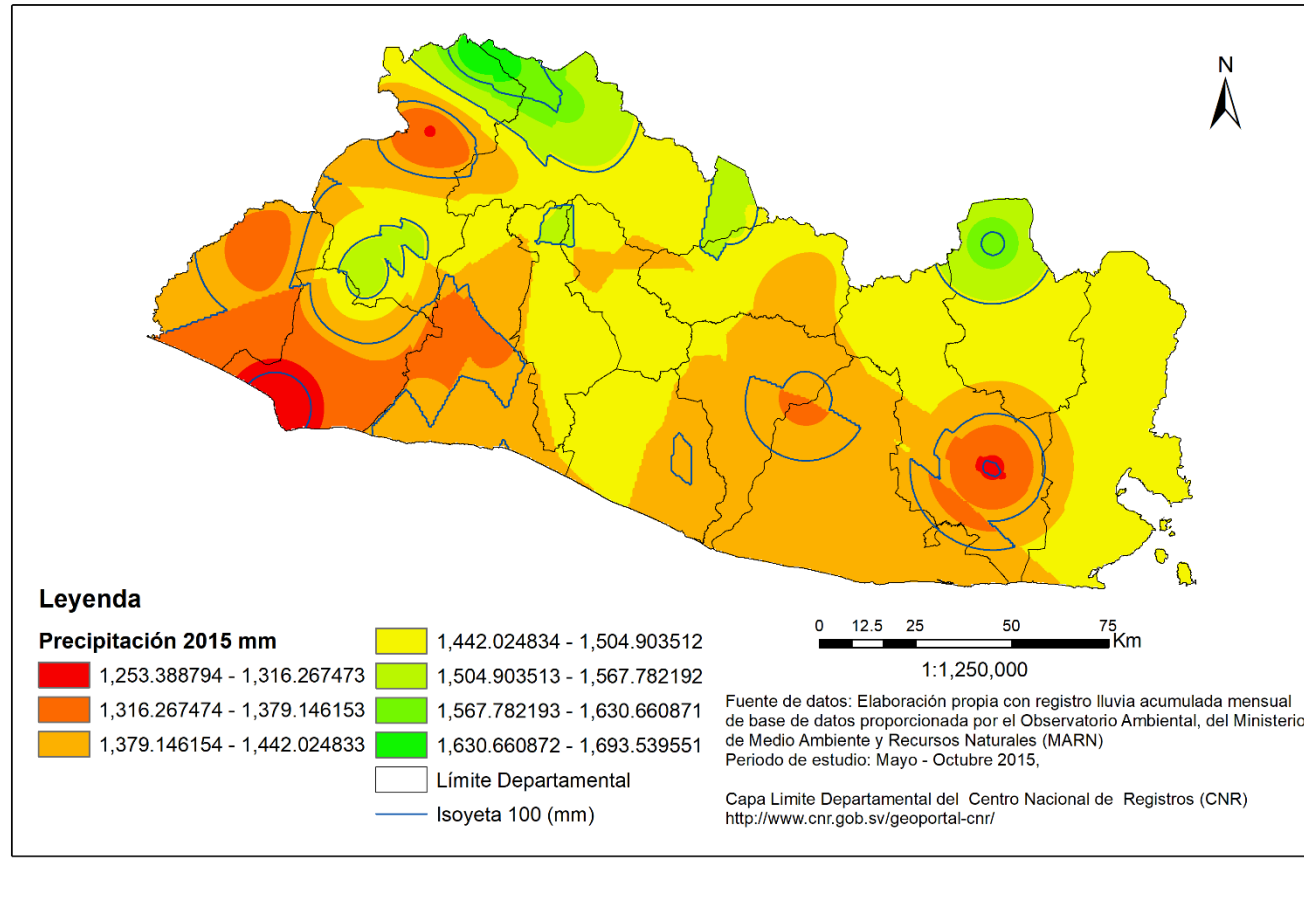 N
Leyenda
Precipitación 2015 mm
1,253.388794 - 1,316.267473
1,316.267474 - 1,379.146153
1,379.146154 - 1,442.024833
1,442.024834 - 1,504.903512
1,504.903513 - 1,567.782192
1,567.782193 - 1,630.660871
1,630.660872 - 1,693.539551
Límite Departamental
Isoyeta 100 (mm)
0 12.5 25 50 75
Km
1:1,250,000
Fuente de datos: Elaboración propia con registro lluvia acumulada mensual
de base de datos proporcionada por el Observatorio Ambiental, del Ministerio
de Medio Ambiente y Recursos Naturales (MARN)
Periodo de estudio: Mayo - Octubre 2015,
Capa Limite Departamental del Centro Nacional de Registros (CNR)
http://www.cnr.gob.sv/geoportal-cnr/